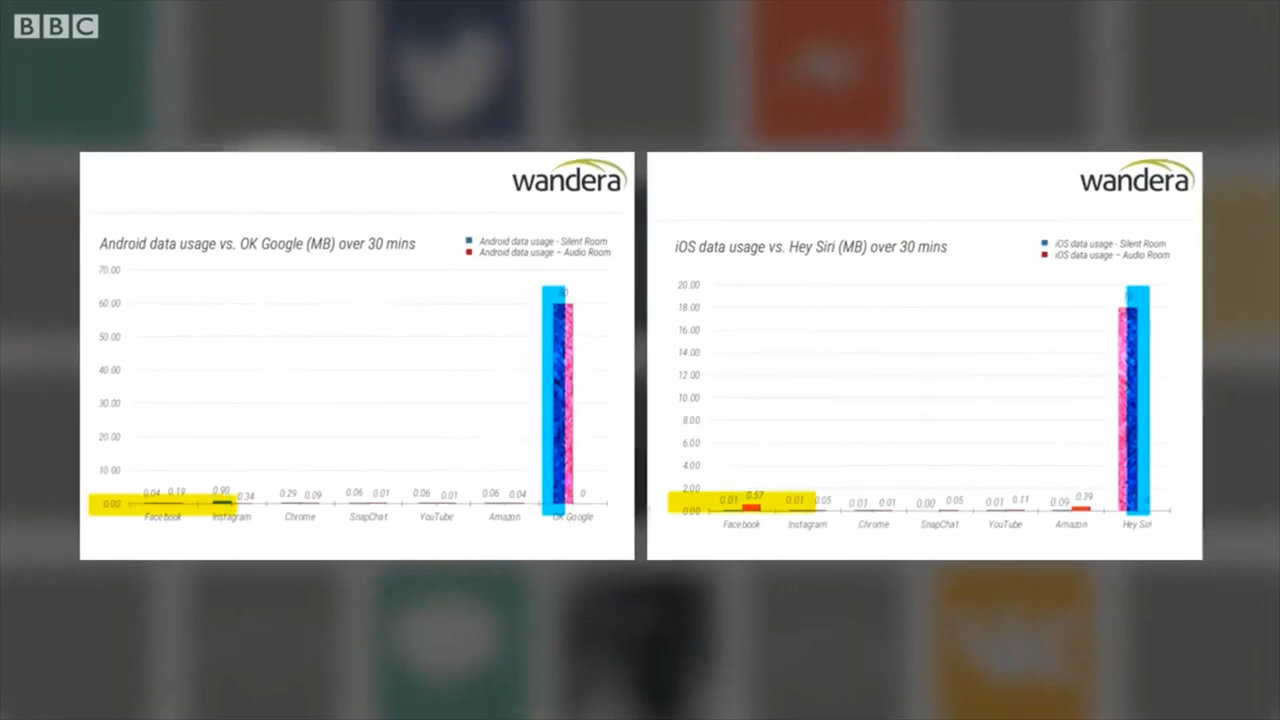 BBC
wandera
Android data usage vs. OK Google (MB) over 30 mins
Android data usage - Silent Room
Android data usage – Audio Room
70.00
60.00
50.00
40.00
30.00
20.00
10.00
0.00
0.04 0.19 0.90 0.34 0.29 0.09 0.06 0.01 0.06 0.01 0.06 0.04 60 0
Facebook Instagram Chrome SnapChat YouTube Amazon OK Google
wandera
iOS data usage vs. Hey Siri (MB) over 30 mins
iOS data usage - Silent Room
iOS data usage – Audio Room
20.00
18.00
16.00
14.00
12.00
10.00
8.00
6.00
4.00
2.00
0.00
0.01 0.57 0.01 0.05 0.01 0.01 0.00 0.05 0.01 0.11 0.09 0.39
Facebook Instagram Chrome SnapChat YouTube Amazon Hey Siri